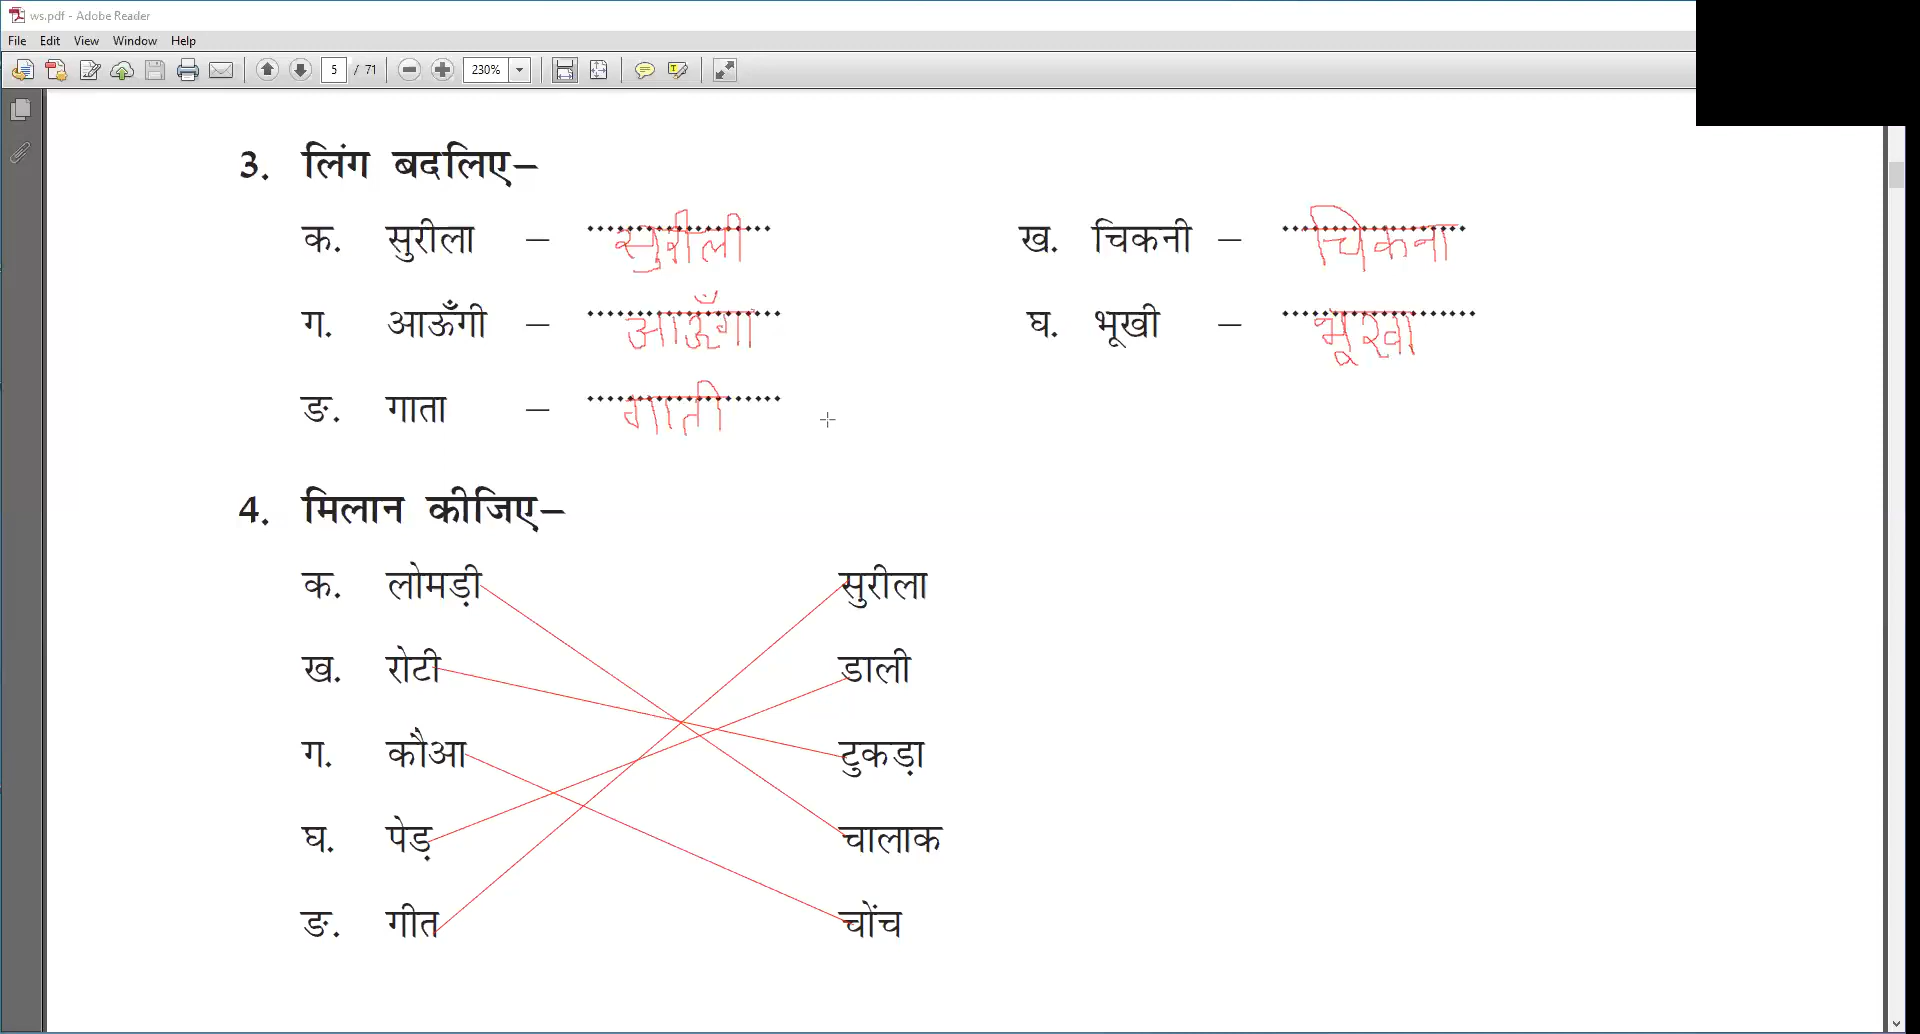 ws.pdf - Adobe Reader
File Edit View Window Help
5 / 71 230%
3. लिंग बदलिए–
क. सुरीला – सुरीली ख. चिकनी – चिकना
ग. आऊँगी – आऊँगा घ. भूखी – भूखा
ङ. गाता – गाती
4. मिलान कीजिए–
क. लोमड़ी सुरीला
ख. रोटी डाली
ग. कौआ टुकड़ा
घ. पेड़ चालाक
ङ. गीत चोंच